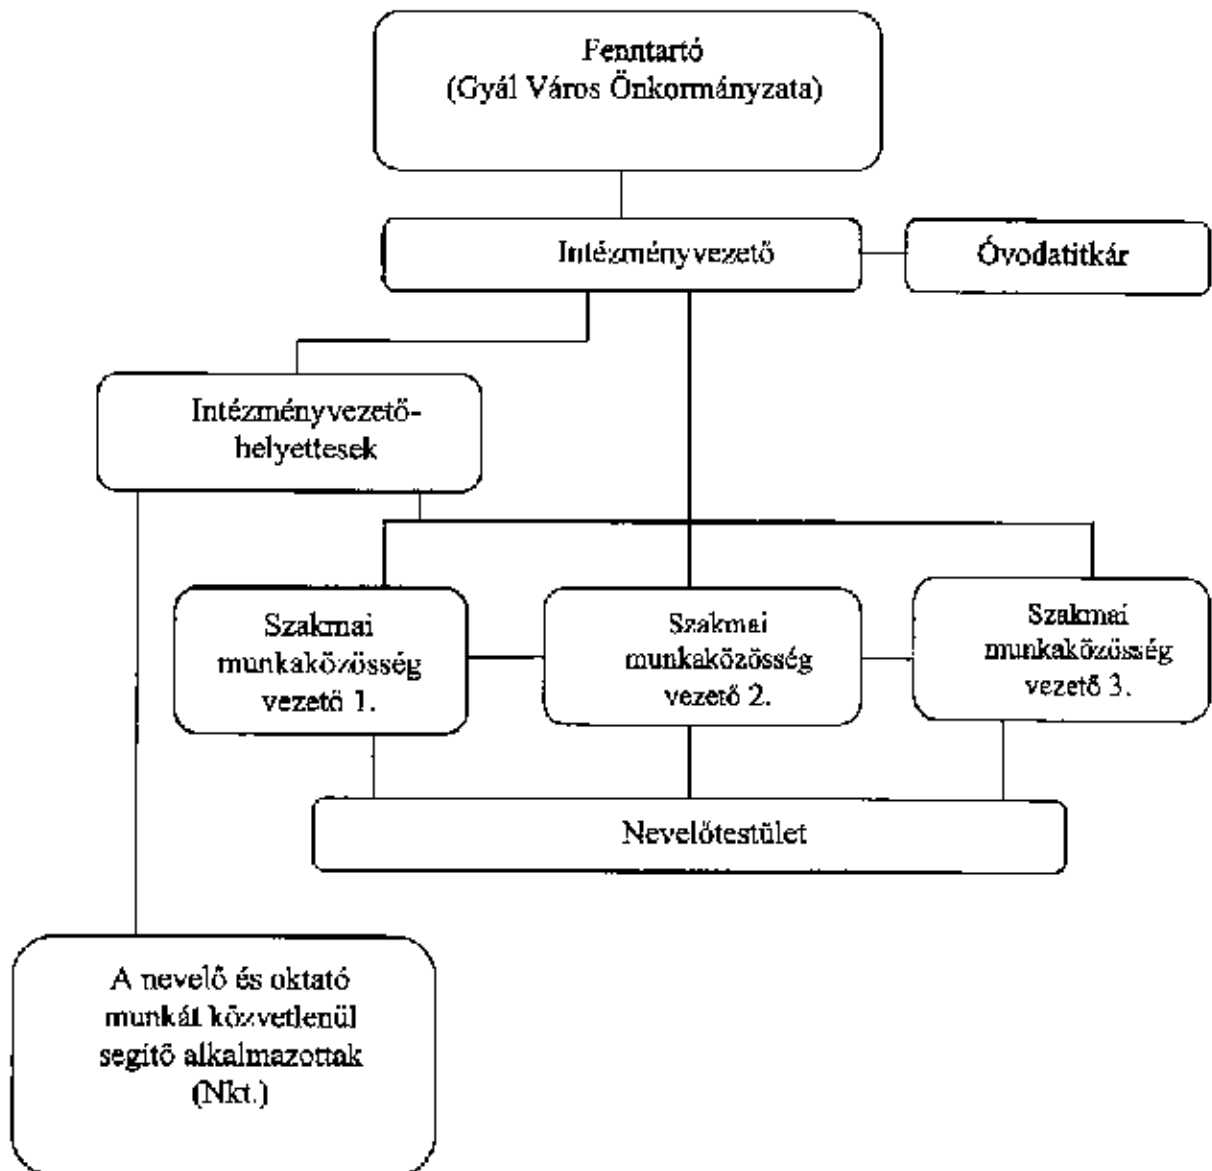 Fenntartó
(Gyál Város Önkormányzata)
Intézményvezető
Óvodatitkár
Intézményvezető-
helyettesek
Szakmai
munkaközösség
vezető 1.
Szakmai
munkaközösség
vezető 2.
Szakmai
munkaközösség
vezető 3.
Nevelőtestület
A nevelő és oktató
munkát közvetlenül
segítő alkalmazottak
(Nkt.)